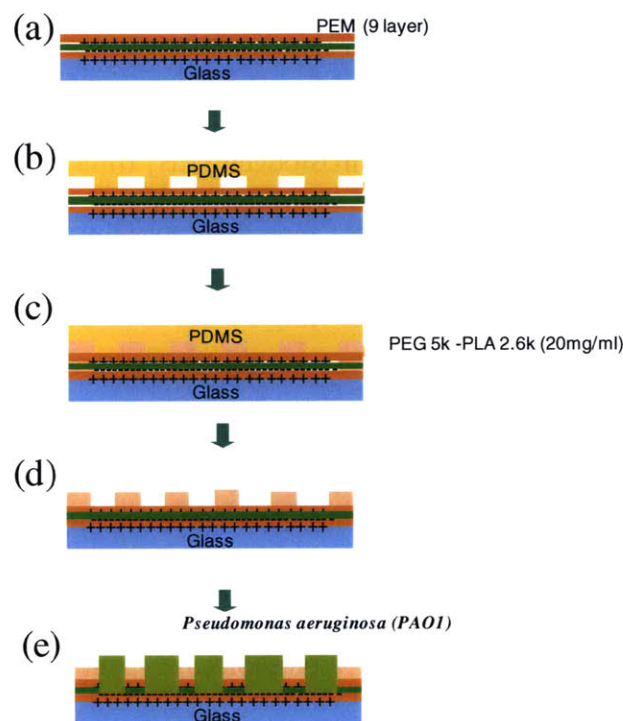 (a)
PEM (9 layer)
Glass
(b)
PDMS
Glass
(c)
PDMS
PEG 5k -PLA 2.6k (20mg/ml)
Glass
(d)
Glass
Pseudomonas aeruginosa (PAO1)
(e)
Glass